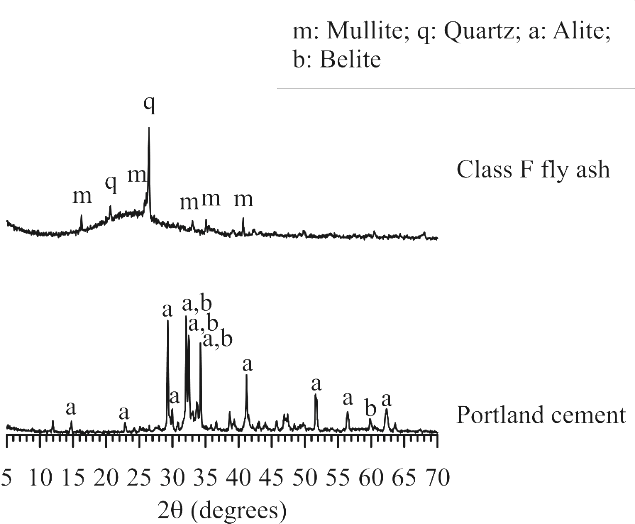 m: Mullite; q: Quartz; a: Alite;
b: Belite
q
m
q
m
m
m
m
Class F fly ash
a
a,b
a,b
a,b
a
a
a
a
a
b
a
Portland cement
5 10 15 20 25 30 35 40 45 50 55 60 65 70
2θ (degrees)